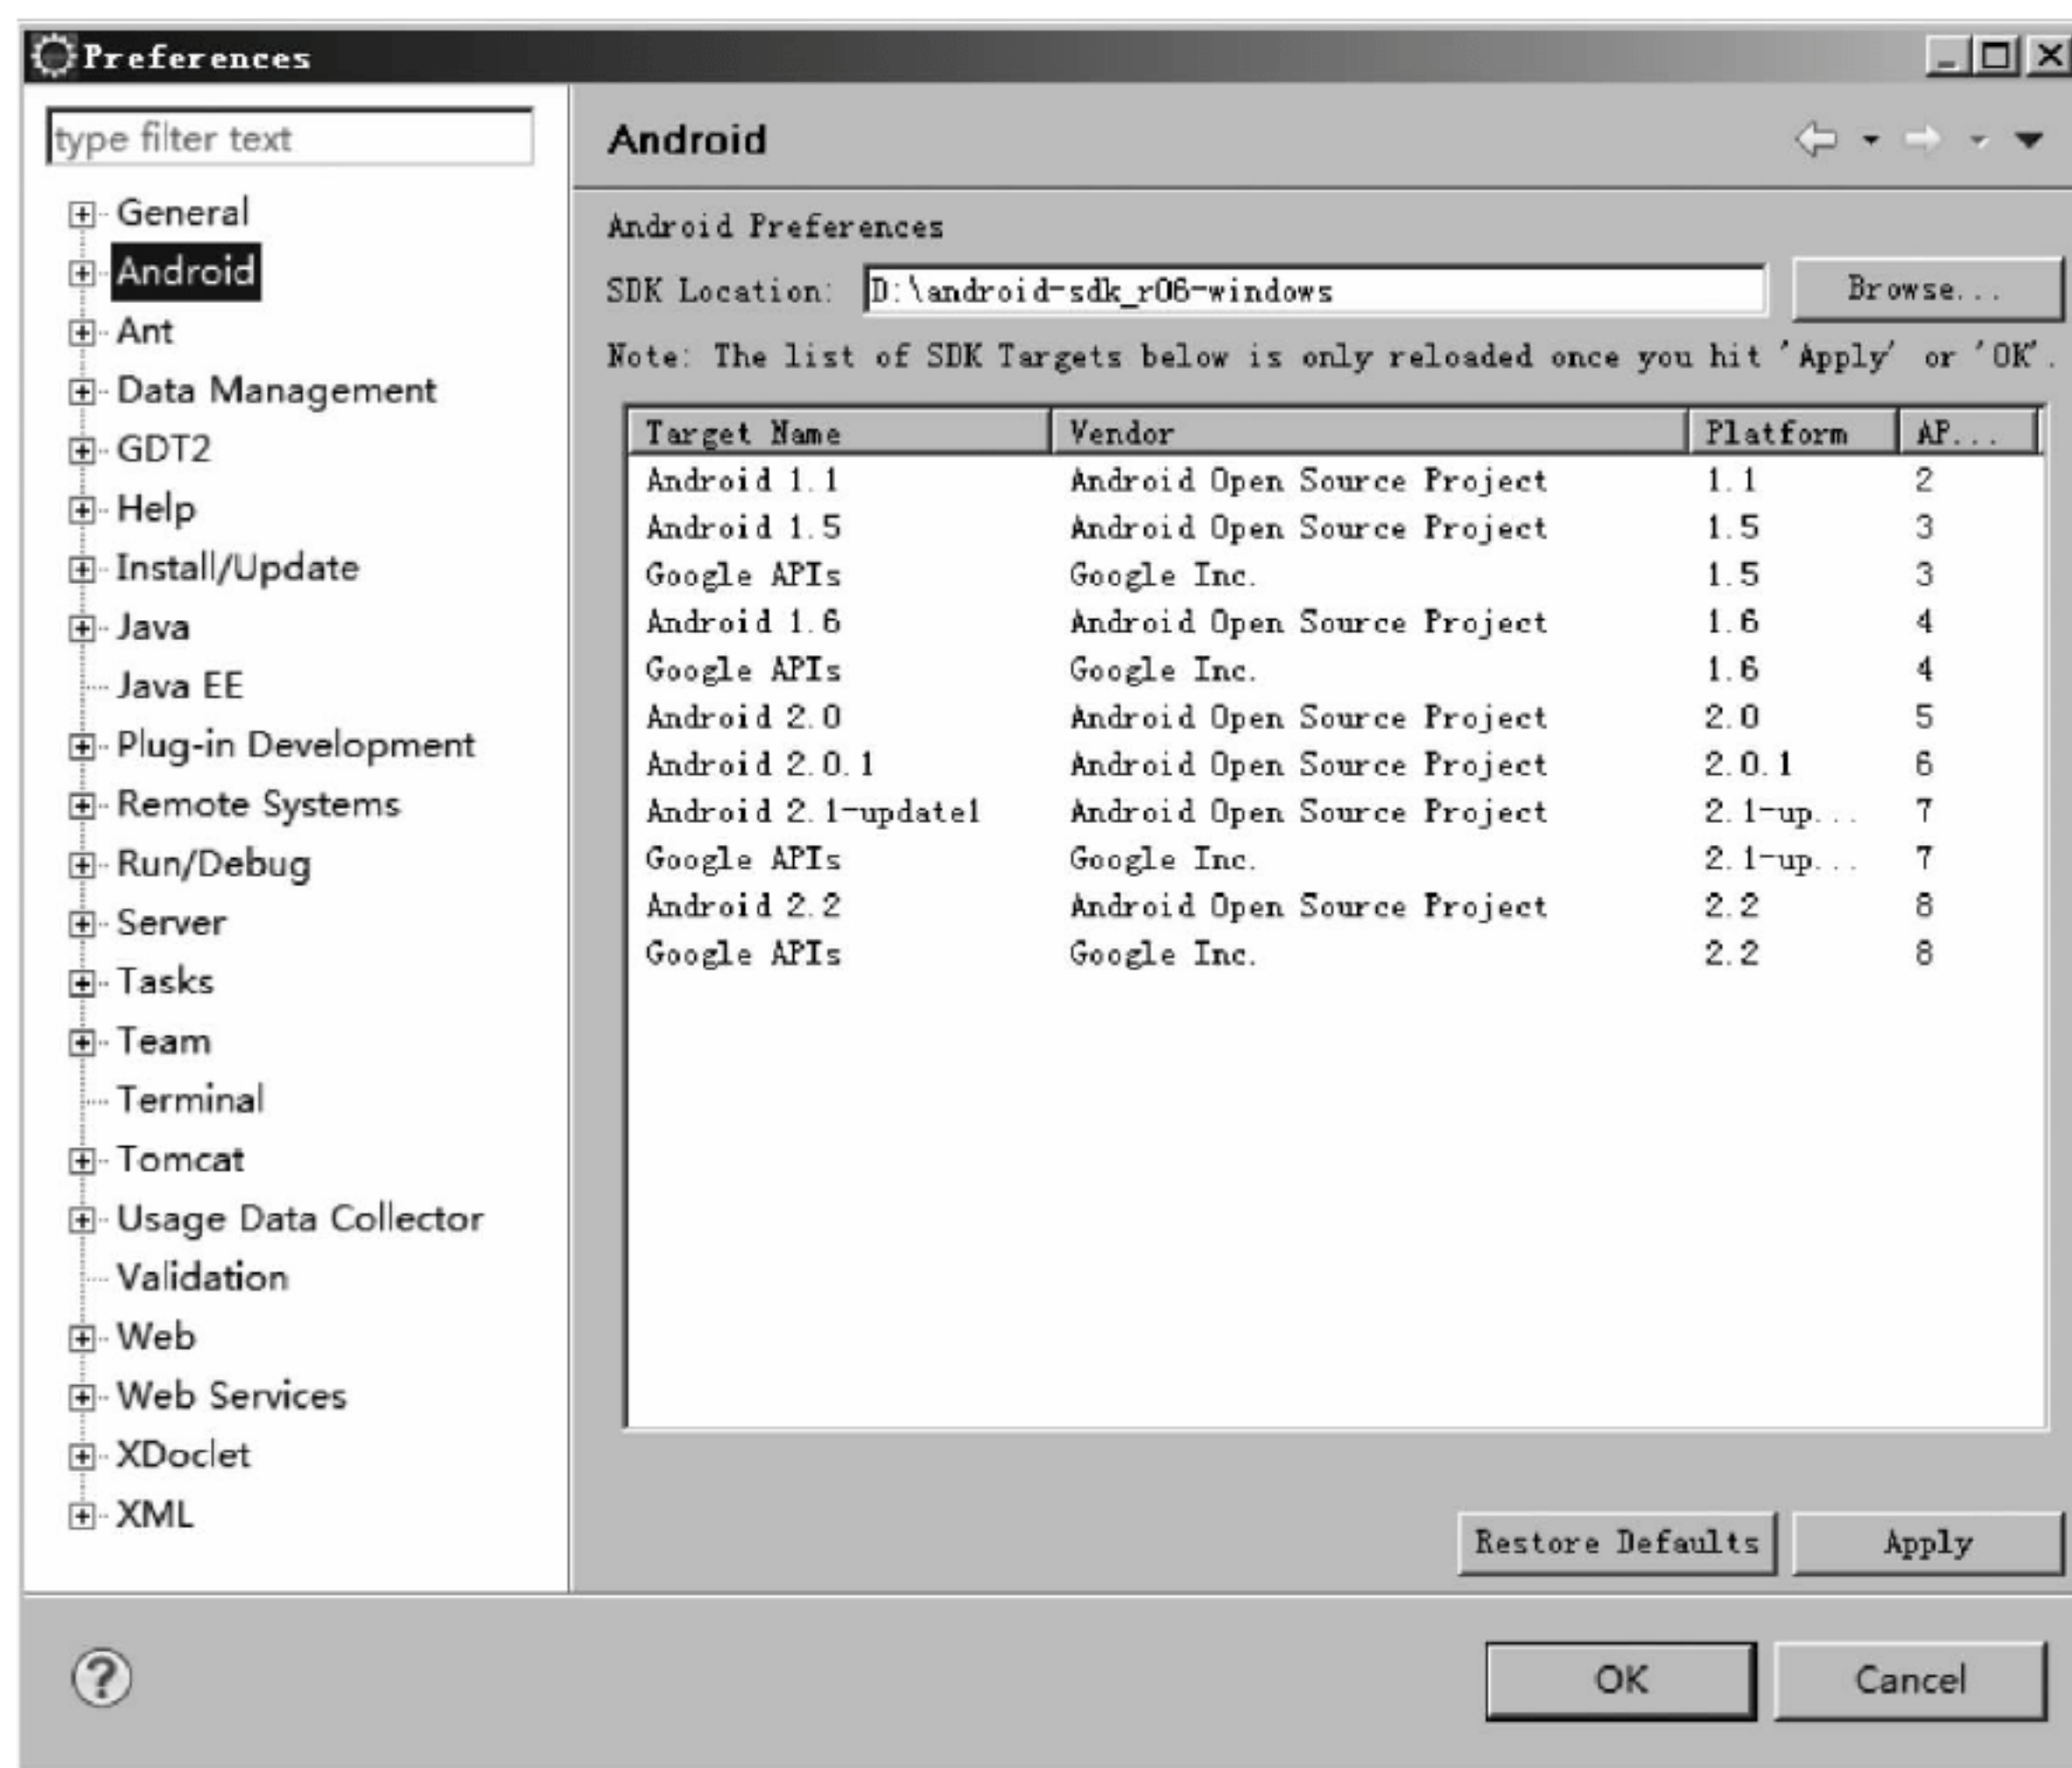 Preferences
type filter text
General
Android
Ant
Data Management
GDT2
Help
Install/Update
Java
Java EE
Plug-in Development
Remote Systems
Run/Debug
Server
Tasks
Team
Terminal
Tomcat
Usage Data Collector
Validation
Web
Web Services
XDoclet
XML
Android
Android Preferences
SDK Location: D:\android-sdk_r06-windows Browse...
Note: The list of SDK Targets below is only reloaded once you hit 'Apply' or 'OK'.
Target Name Vendor Platform AP...
Android 1.1 Android Open Source Project 1.1 2
Android 1.5 Android Open Source Project 1.5 3
Google APIs Google Inc. 1.5 3
Android 1.6 Android Open Source Project 1.6 4
Google APIs Google Inc. 1.6 4
Android 2.0 Android Open Source Project 2.0 5
Android 2.0.1 Android Open Source Project 2.0.1 6
Android 2.1-update1 Android Open Source Project 2.1-up... 7
Google APIs Google Inc. 2.1-up... 7
Android 2.2 Android Open Source Project 2.2 8
Google APIs Google Inc. 2.2 8
Restore Defaults Apply
? OK Cancel